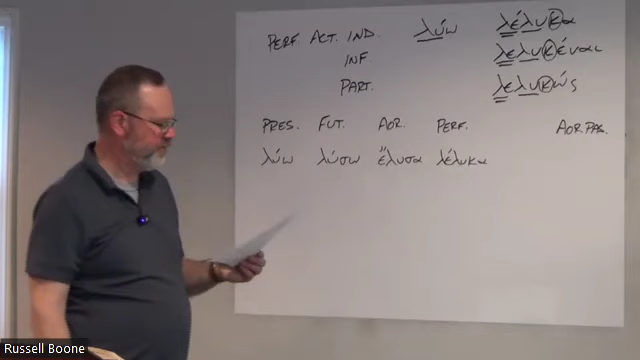 PERF. ACT. IND. λύω λέλυκα
INF. λελυκέναι
PART. λελυκώς
PRES. FUT. AOR. PERF. AOR. PAS.
λύω λύσω ἔλυσα λέλυκα
Russell Boone